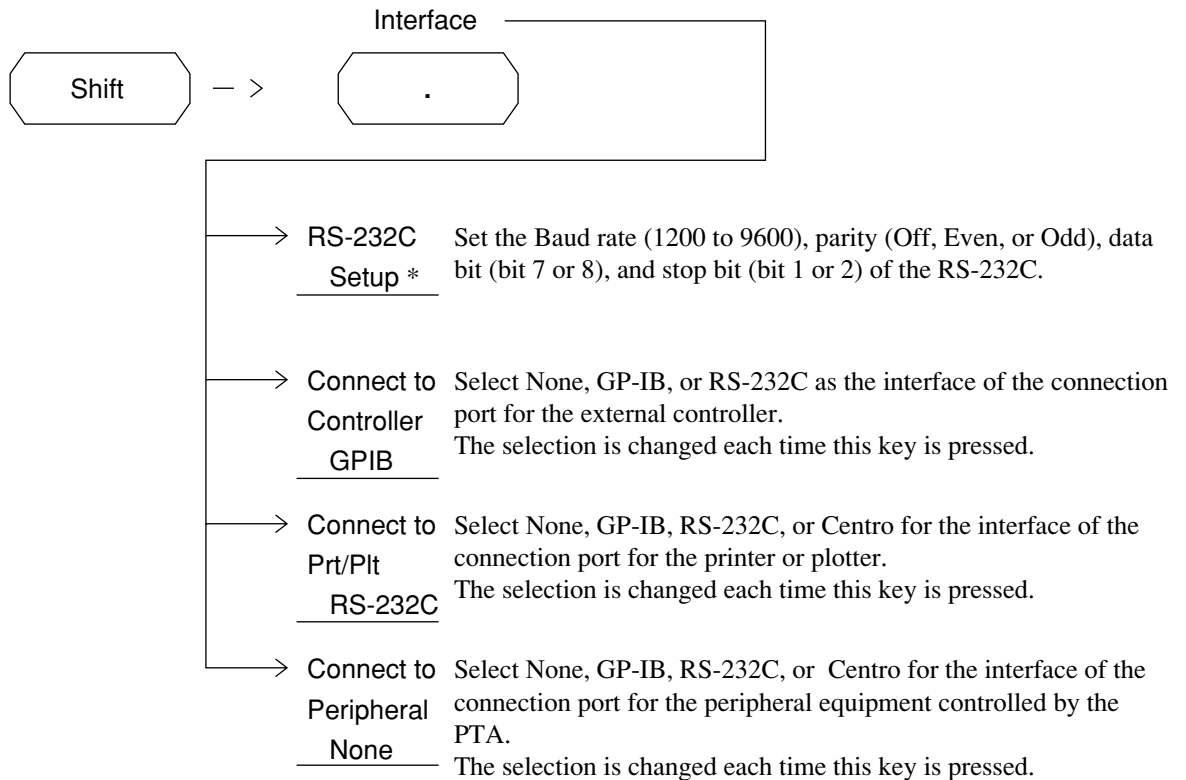 Interface
Shift
— >
.
RS-232C
Setup *
Set the Baud rate (1200 to 9600), parity (Off, Even, or Odd), data
bit (bit 7 or 8), and stop bit (bit 1 or 2) of the RS-232C.
Connect to
Controller
GPIB
Select None, GP-IB, or RS-232C as the interface of the connection
port for the external controller.
The selection is changed each time this key is pressed.
Connect to
Prt/Plt
RS-232C
Select None, GP-IB, RS-232C, or Centro for the interface of the
connection port for the printer or plotter.
The selection is changed each time this key is pressed.
Connect to
Peripheral
None
Select None, GP-IB, RS-232C, or Centro for the interface of the
connection port for the peripheral equipment controlled by the
PTA.
The selection is changed each time this key is pressed.